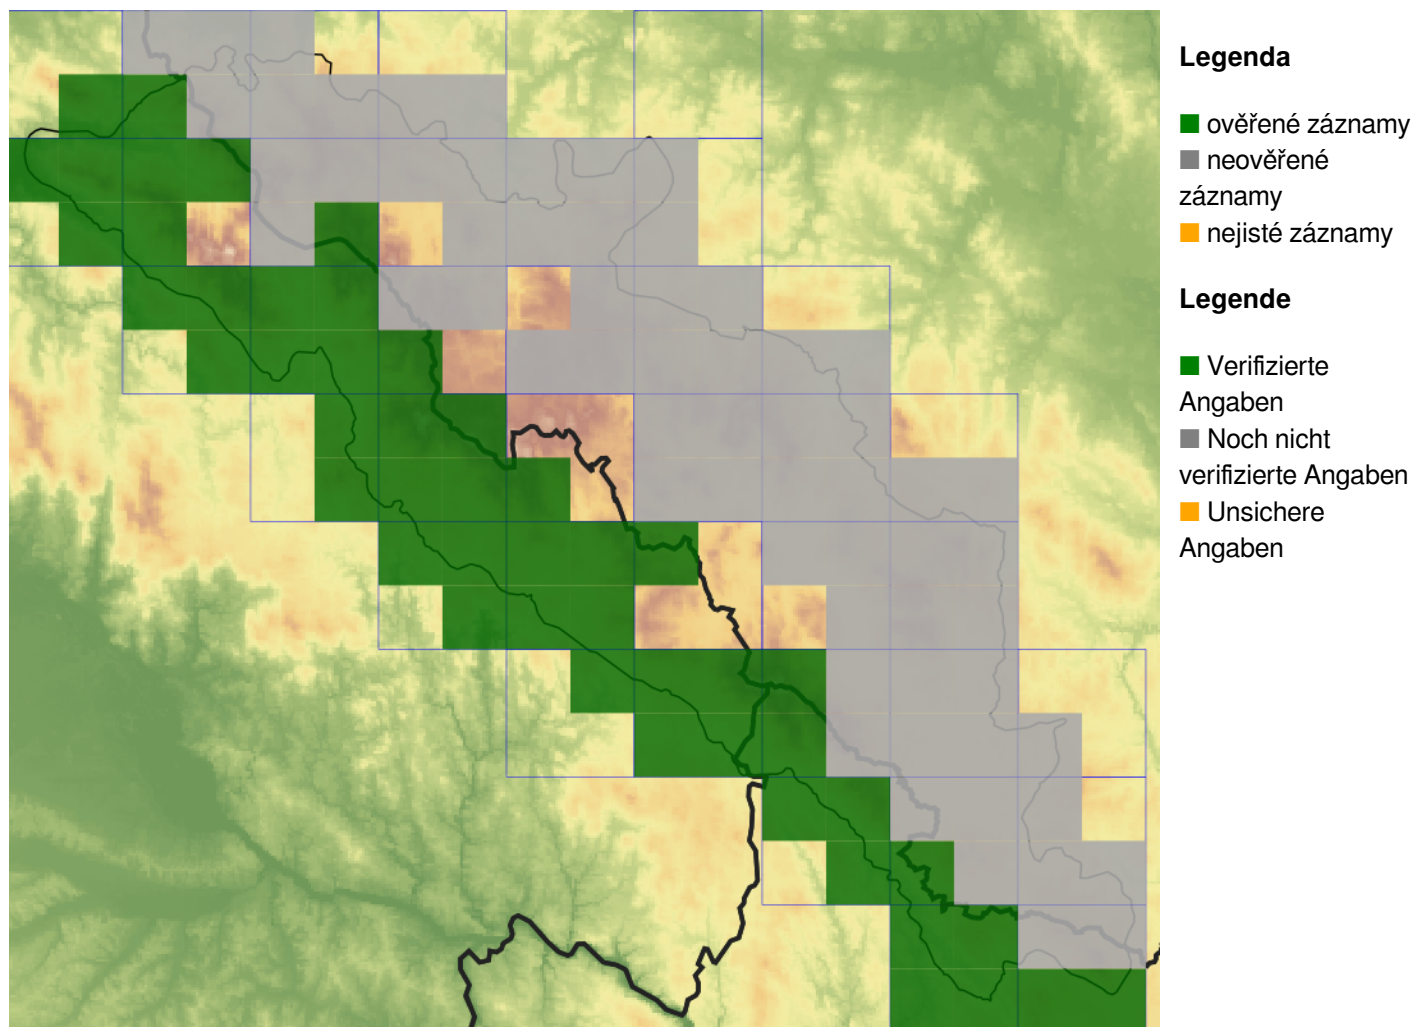 Legenda
ověřené záznamy
neověřené
záznamy
nejisté záznamy
Legende
Verifizierte
Angaben
Noch nicht
verifizierte Angaben
Unsichere
Angaben